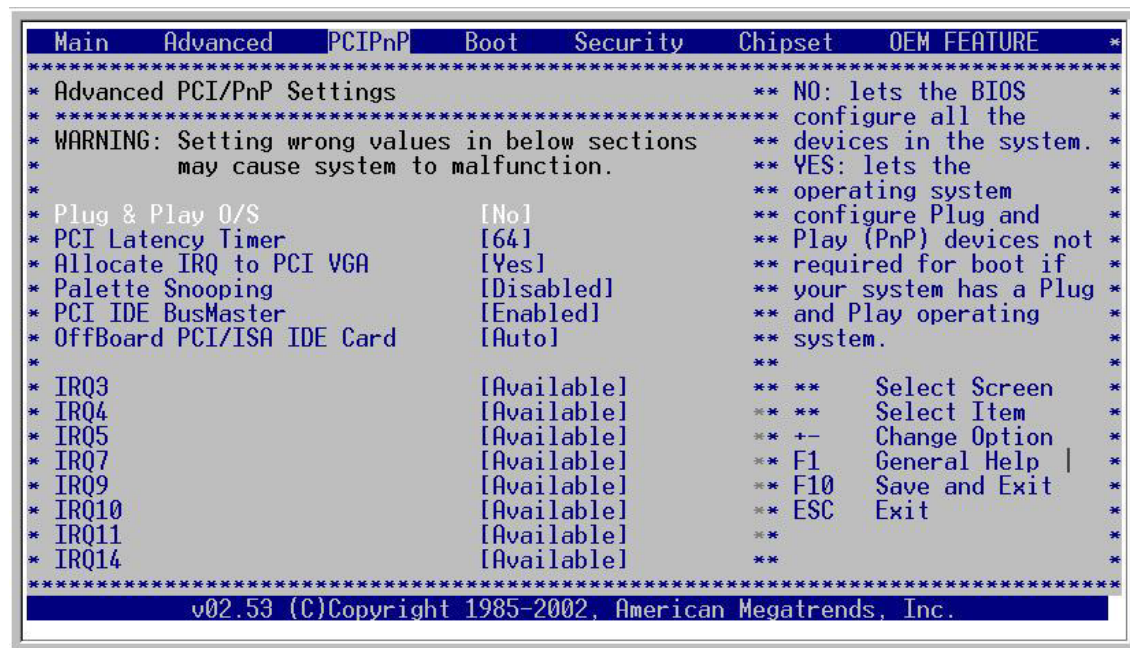 Main Advanced PCIPnP Boot Security Chipset OEM FEATURE *
********************************************************************************
* Advanced PCI/PnP Settings ** NO: lets the BIOS *
* *************************************************** configure all the *
* WARNING: Setting wrong values in below sections ** devices in the system. *
* may cause system to malfunction. ** YES: lets the *
* ** operating system *
* Plug & Play O/S [No] ** configure Plug and *
* PCI Latency Timer [64] ** Play (PnP) devices not *
* Allocate IRQ to PCI VGA [Yes] ** required for boot if *
* Palette Snooping [Disabled] ** your system has a Plug *
* PCI IDE BusMaster [Enabled] ** and Play operating *
* OffBoard PCI/ISA IDE Card [Auto] ** system. *
* ** *
* IRQ3 [Available] ** ** Select Screen *
* IRQ4 [Available] ** ** Select Item *
* IRQ5 [Available] ** +- Change Option *
* IRQ7 [Available] ** F1 General Help | *
* IRQ9 [Available] ** F10 Save and Exit *
* IRQ10 [Available] ** ESC Exit *
* IRQ11 [Available] ** *
* IRQ14 [Available] ** *
********************************************************************************
v02.53 (C)Copyright 1985-2002, American Megatrends, Inc.